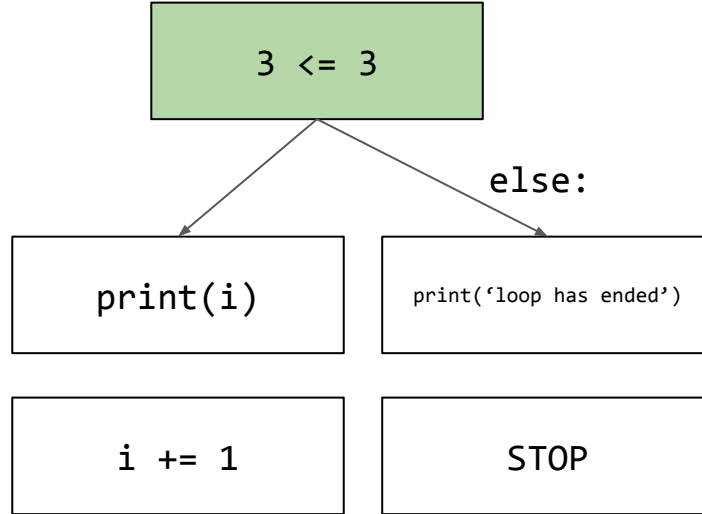 3 <= 3
else:
print(i)
print(‘loop has ended’)
i += 1
STOP